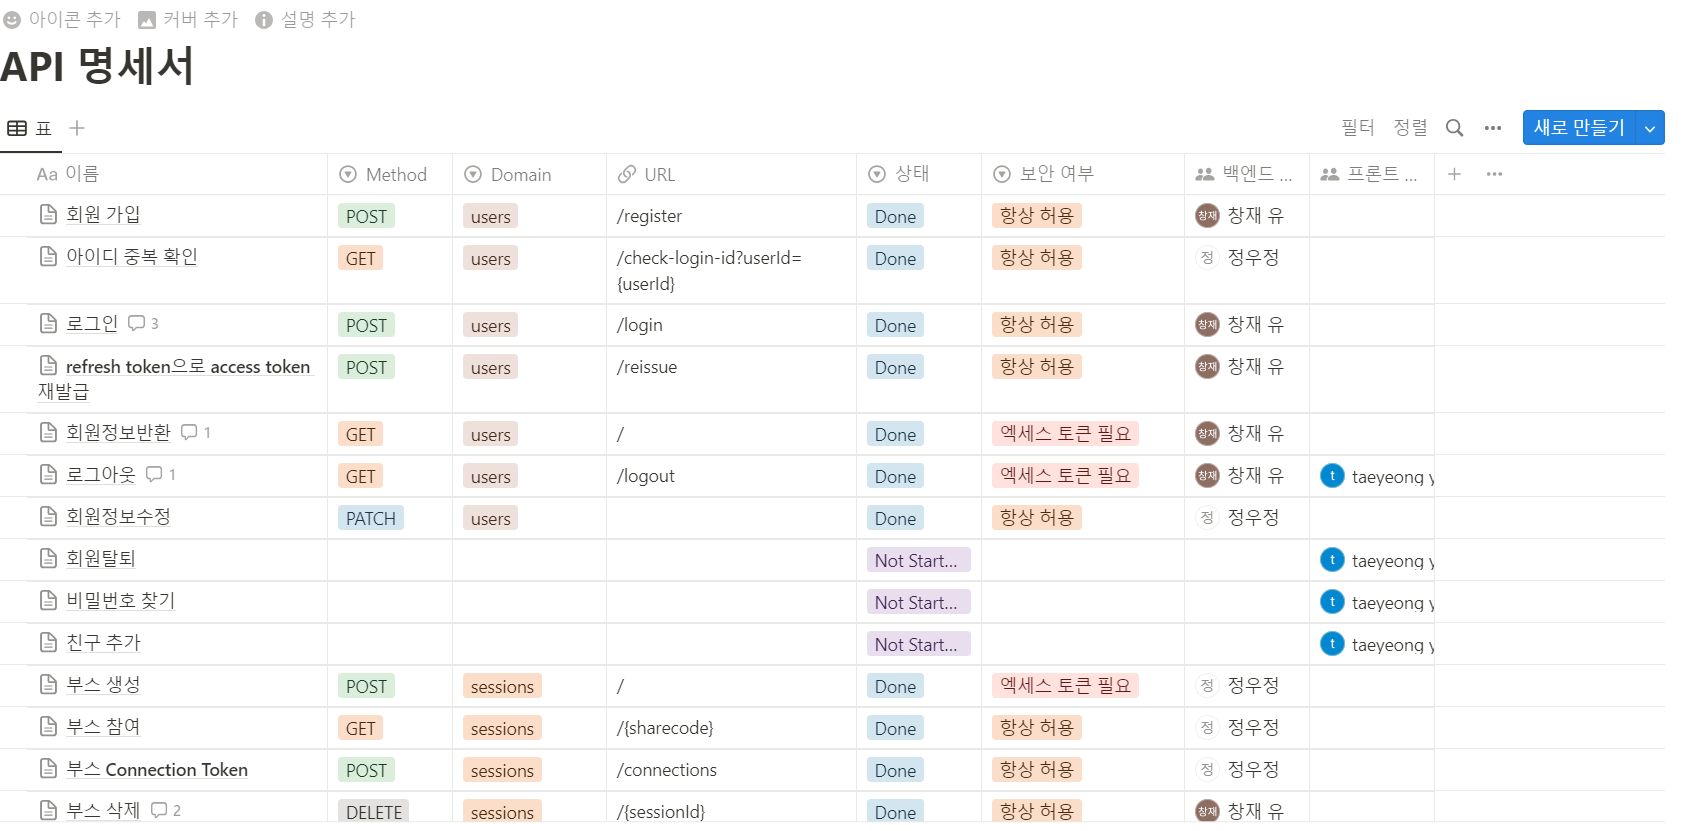 아이콘 추가 커버 추가 설명 추가
API 명세서
표
필터 정렬 새로 만들기
Aa 이름 Method Domain URL 상태 보안 여부 백엔드 ... 프론트 ...
회원 가입 POST users /register Done 항상 허용 창재 창재 유
아이디 중복 확인 GET users /check-login-id?userId= Done 항상 허용 정 정우정
{userId}
로그인 3 POST users /login Done 항상 허용 창재 창재 유
refresh token으로 access token POST users /reissue Done 항상 허용 창재 창재 유
재발급
회원정보반환 1 GET users / Done 엑세스 토큰 필요 창재 창재 유
로그아웃 1 GET users /logout Done 엑세스 토큰 필요 창재 창재 유 t taeyeong y
회원정보수정 PATCH users Done 항상 허용 정 정우정
회원탈퇴 Not Start... t taeyeong y
비밀번호 찾기 Not Start... t taeyeong y
친구 추가 Not Start... t taeyeong y
부스 생성 POST sessions / Done 엑세스 토큰 필요 정 정우정
부스 참여 GET sessions /{sharecode} Done 항상 허용 정 정우정
부스 Connection Token POST sessions /connections Done 항상 허용 정 정우정
부스 삭제 2 DELETE sessions /{sessionId} Done 항상 허용 창재 창재 유